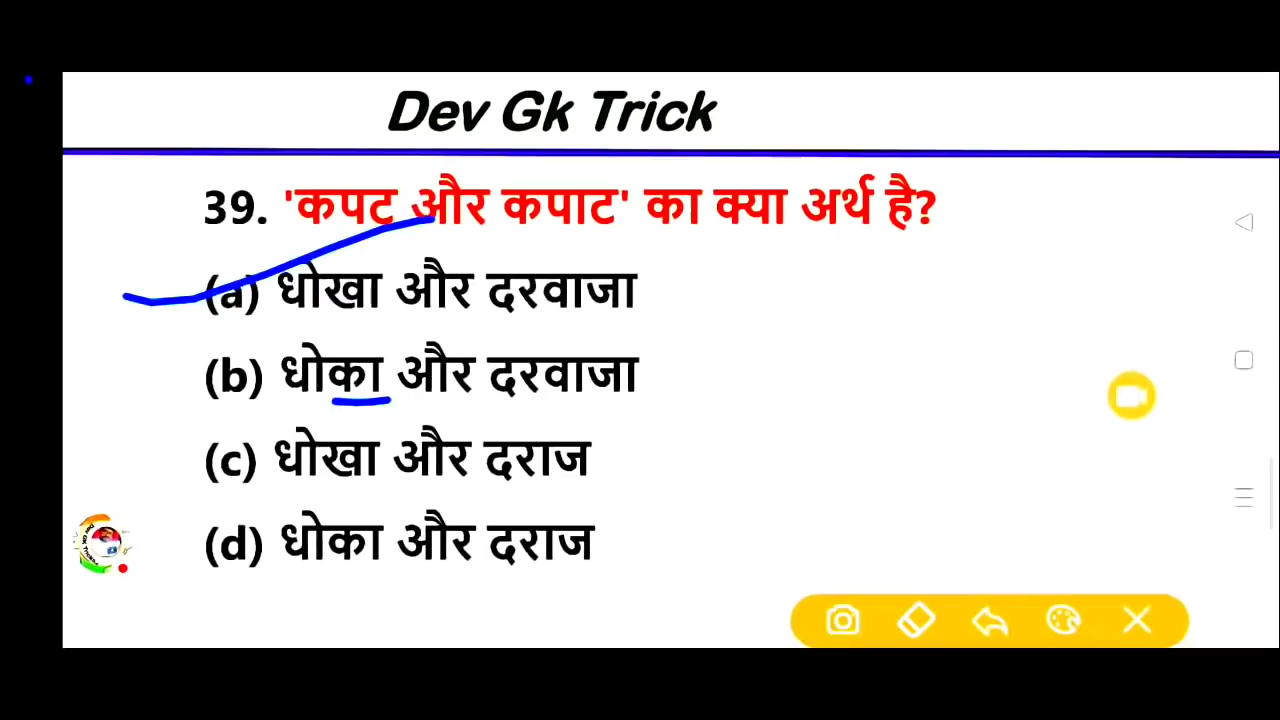 Dev Gk Trick
39. 'कपट और कपाट' का क्या अर्थ है?
(a) धोखा और दरवाजा
(b) धोका और दरवाजा
(c) धोखा और दराज
(d) धोका और दराज